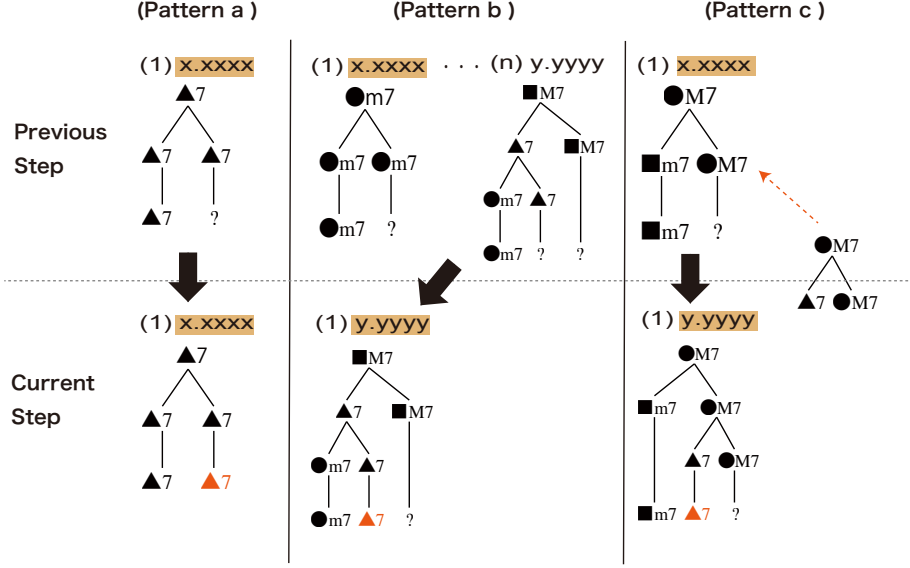 (Pattern a )
(Pattern b )
(Pattern c )
Previous
Step
(1) x.xxxx
▲7
▲7 ▲7
▲7 ?
(1) x.xxxx · · · (n) y.yyyy
●m7
●m7 ●m7
●m7 ?
■M7
▲7 ■M7
●m7 ▲7
●m7 ? ?
(1) x.xxxx
●M7
■m7 ●M7
■m7 ?
●M7
▲7 ●M7
Current
Step
(1) x.xxxx
▲7
▲7 ▲7
▲7 ▲7
(1) y.yyyy
■M7
▲7 ■M7
●m7 ▲7
●m7 ▲7 ?
(1) y.yyyy
●M7
■m7 ●M7
▲7 ●M7
■m7 ▲7 ?